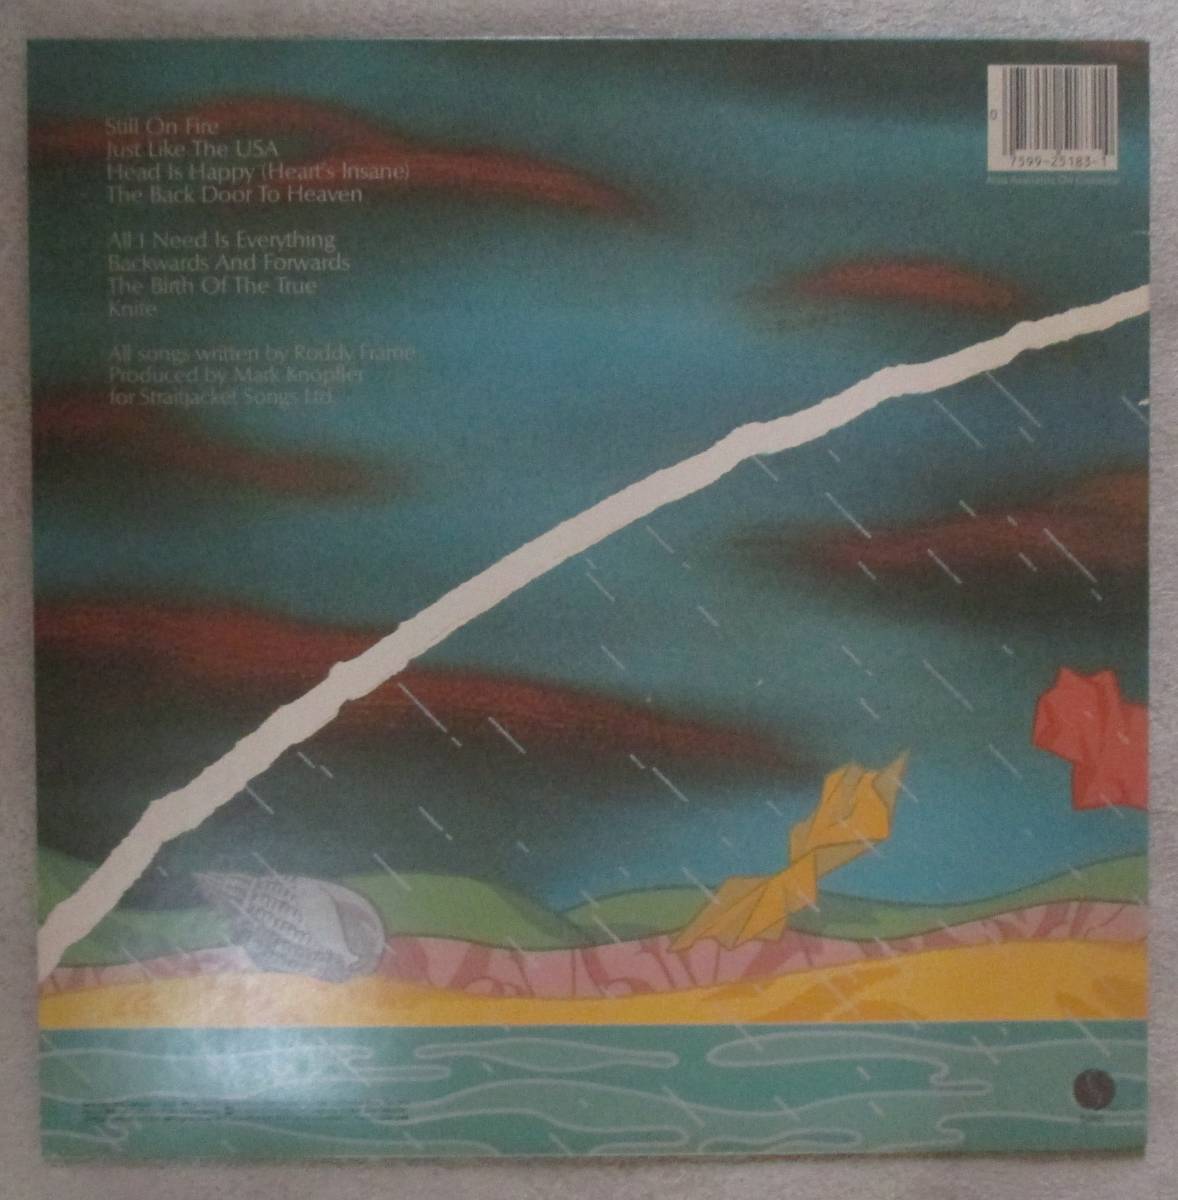 Still On Fire
Just Like The USA
Head Is Happy (Heart's Insane)
The Back Door To Heaven
All I Need Is Everything
Backwards And Forwards
The Birth Of The True
Knife
All songs written by Roddy Frame
Produced by Mark Knopfler
for Straitjacket Songs Ltd.
0
7599-25183-1